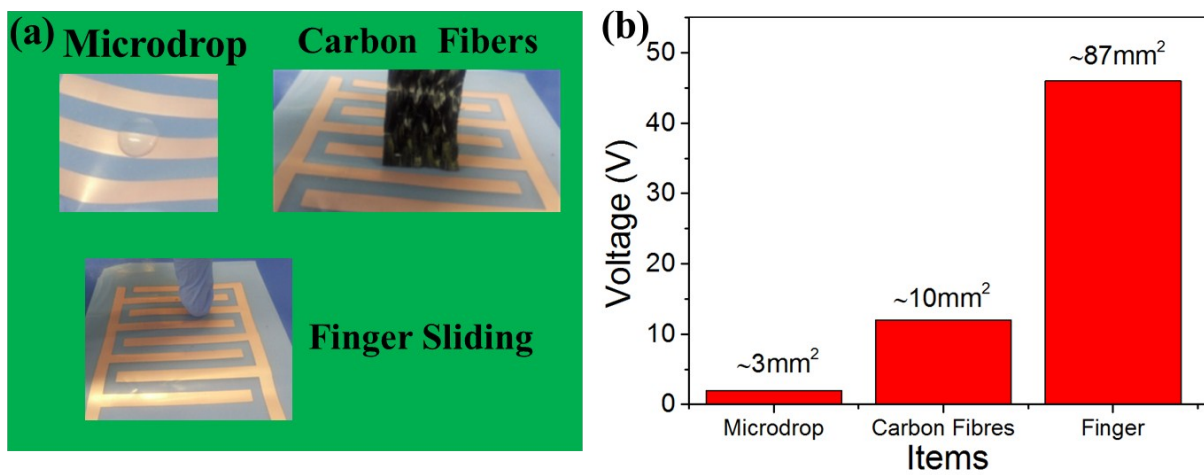 (a)
Microdrop
Carbon Fibers
Finger Sliding
(b)
Voltage (V)
50
40
30
20
10
0
~3mm²
~10mm²
~87mm²
Microdrop
Carbon Fibres
Finger
Items